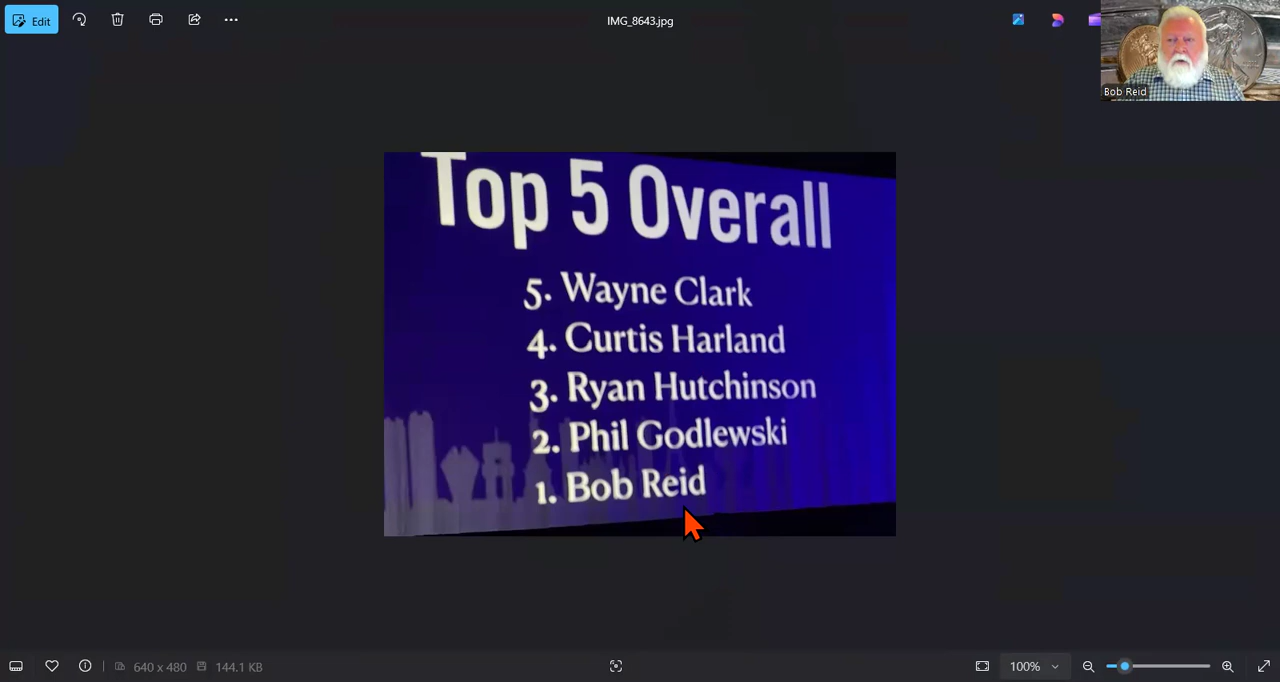 Edit
IMG_8643.jpg
Bob Reid
Top 5 Overall
5. Wayne Clark
4. Curtis Harland
3. Ryan Hutchinson
2. Phil Godlewski
1. Bob Reid
640 x 480
144.1 KB
100%